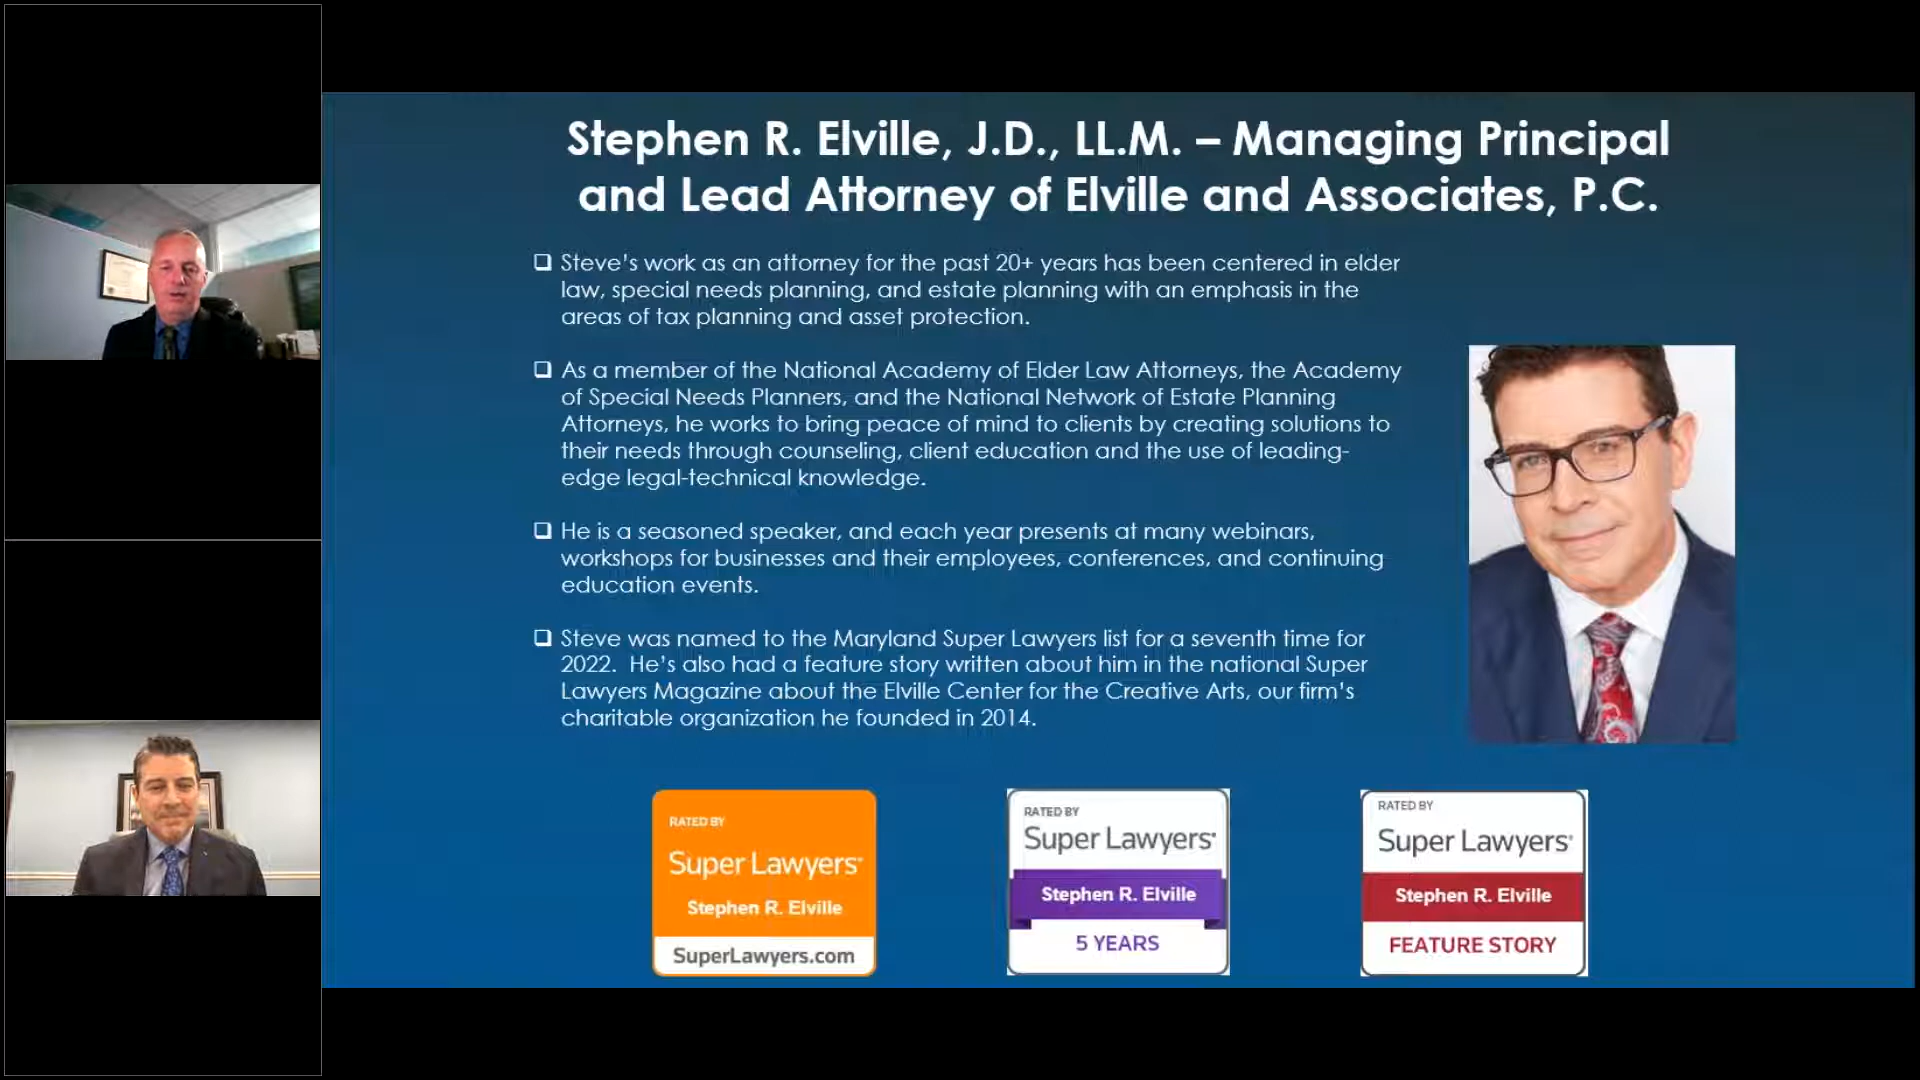 Stephen R. Elville, J.D., LL.M. – Managing Principal
and Lead Attorney of Elville and Associates, P.C.
❑ Steve's work as an attorney for the past 20+ years has been centered in elder
law, special needs planning, and estate planning with an emphasis in the
areas of tax planning and asset protection.
❑ As a member of the National Academy of Elder Law Attorneys, the Academy
of Special Needs Planners, and the National Network of Estate Planning
Attorneys, he works to bring peace of mind to clients by creating solutions to
their needs through counseling, client education and the use of leading-
edge legal-technical knowledge.
❑ He is a seasoned speaker, and each year presents at many webinars,
workshops for businesses and their employees, conferences, and continuing
education events.
❑ Steve was named to the Maryland Super Lawyers list for a seventh time for
2022.  He's also had a feature story written about him in the national Super
Lawyers Magazine about the Elville Center for the Creative Arts, our firm's
charitable organization he founded in 2014.
RATED BY
Super Lawyers®
Stephen R. Elville
SuperLawyers.com
RATED BY
Super Lawyers®
Stephen R. Elville
5 YEARS
RATED BY
Super Lawyers®
Stephen R. Elville
FEATURE STORY